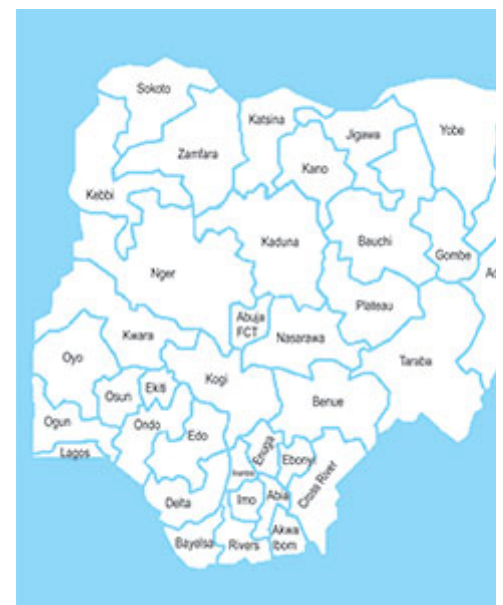 Sokoto
Katsina
Jigawa
Yobe
Zamfara
Kano
Kebbi
Kaduna
Bauchi
Gombe
Nger
Plateau
Abuja
FCT
Kwara
Nasarawa
Taraba
Oyo
Kogi
Ekiti
Osun
Benue
Ogun
Ondo
Edo
Enugu
Ebonyi
Lagos
Cross River
Delta
Imo
Abia
Akwa
Ibom
Bayelsa
Rivers